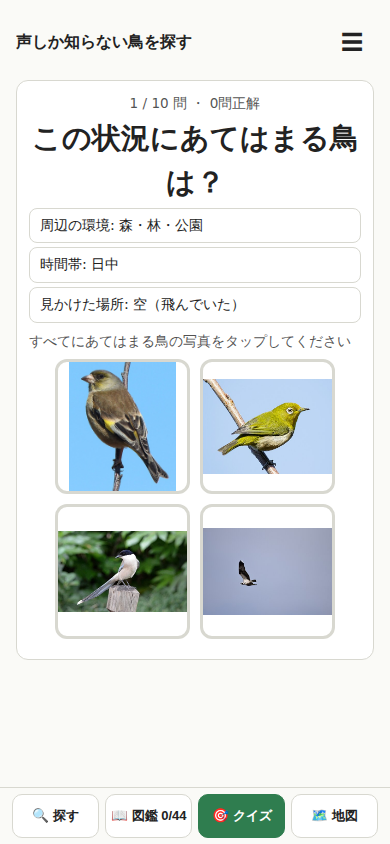 声しか知らない鳥を探す
1 / 10 問 ・ 0問正解
この状況にあてはまる鳥
は？
周辺の環境: 森・林・公園
時間帯: 日中
見かけた場所: 空（飛んでいた）
すべてにあてはまる鳥の写真をタップしてください
探す
図鑑 0/44
クイズ
地図